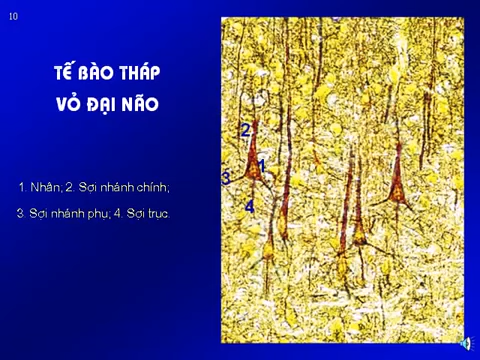 10
TẾ BÀO THÁP
VỎ ĐẠI NÃO
1. Nhân; 2. Sợi nhánh chính;
3. Sợi nhánh phụ; 4. Sợi trục.
2
1
3
4